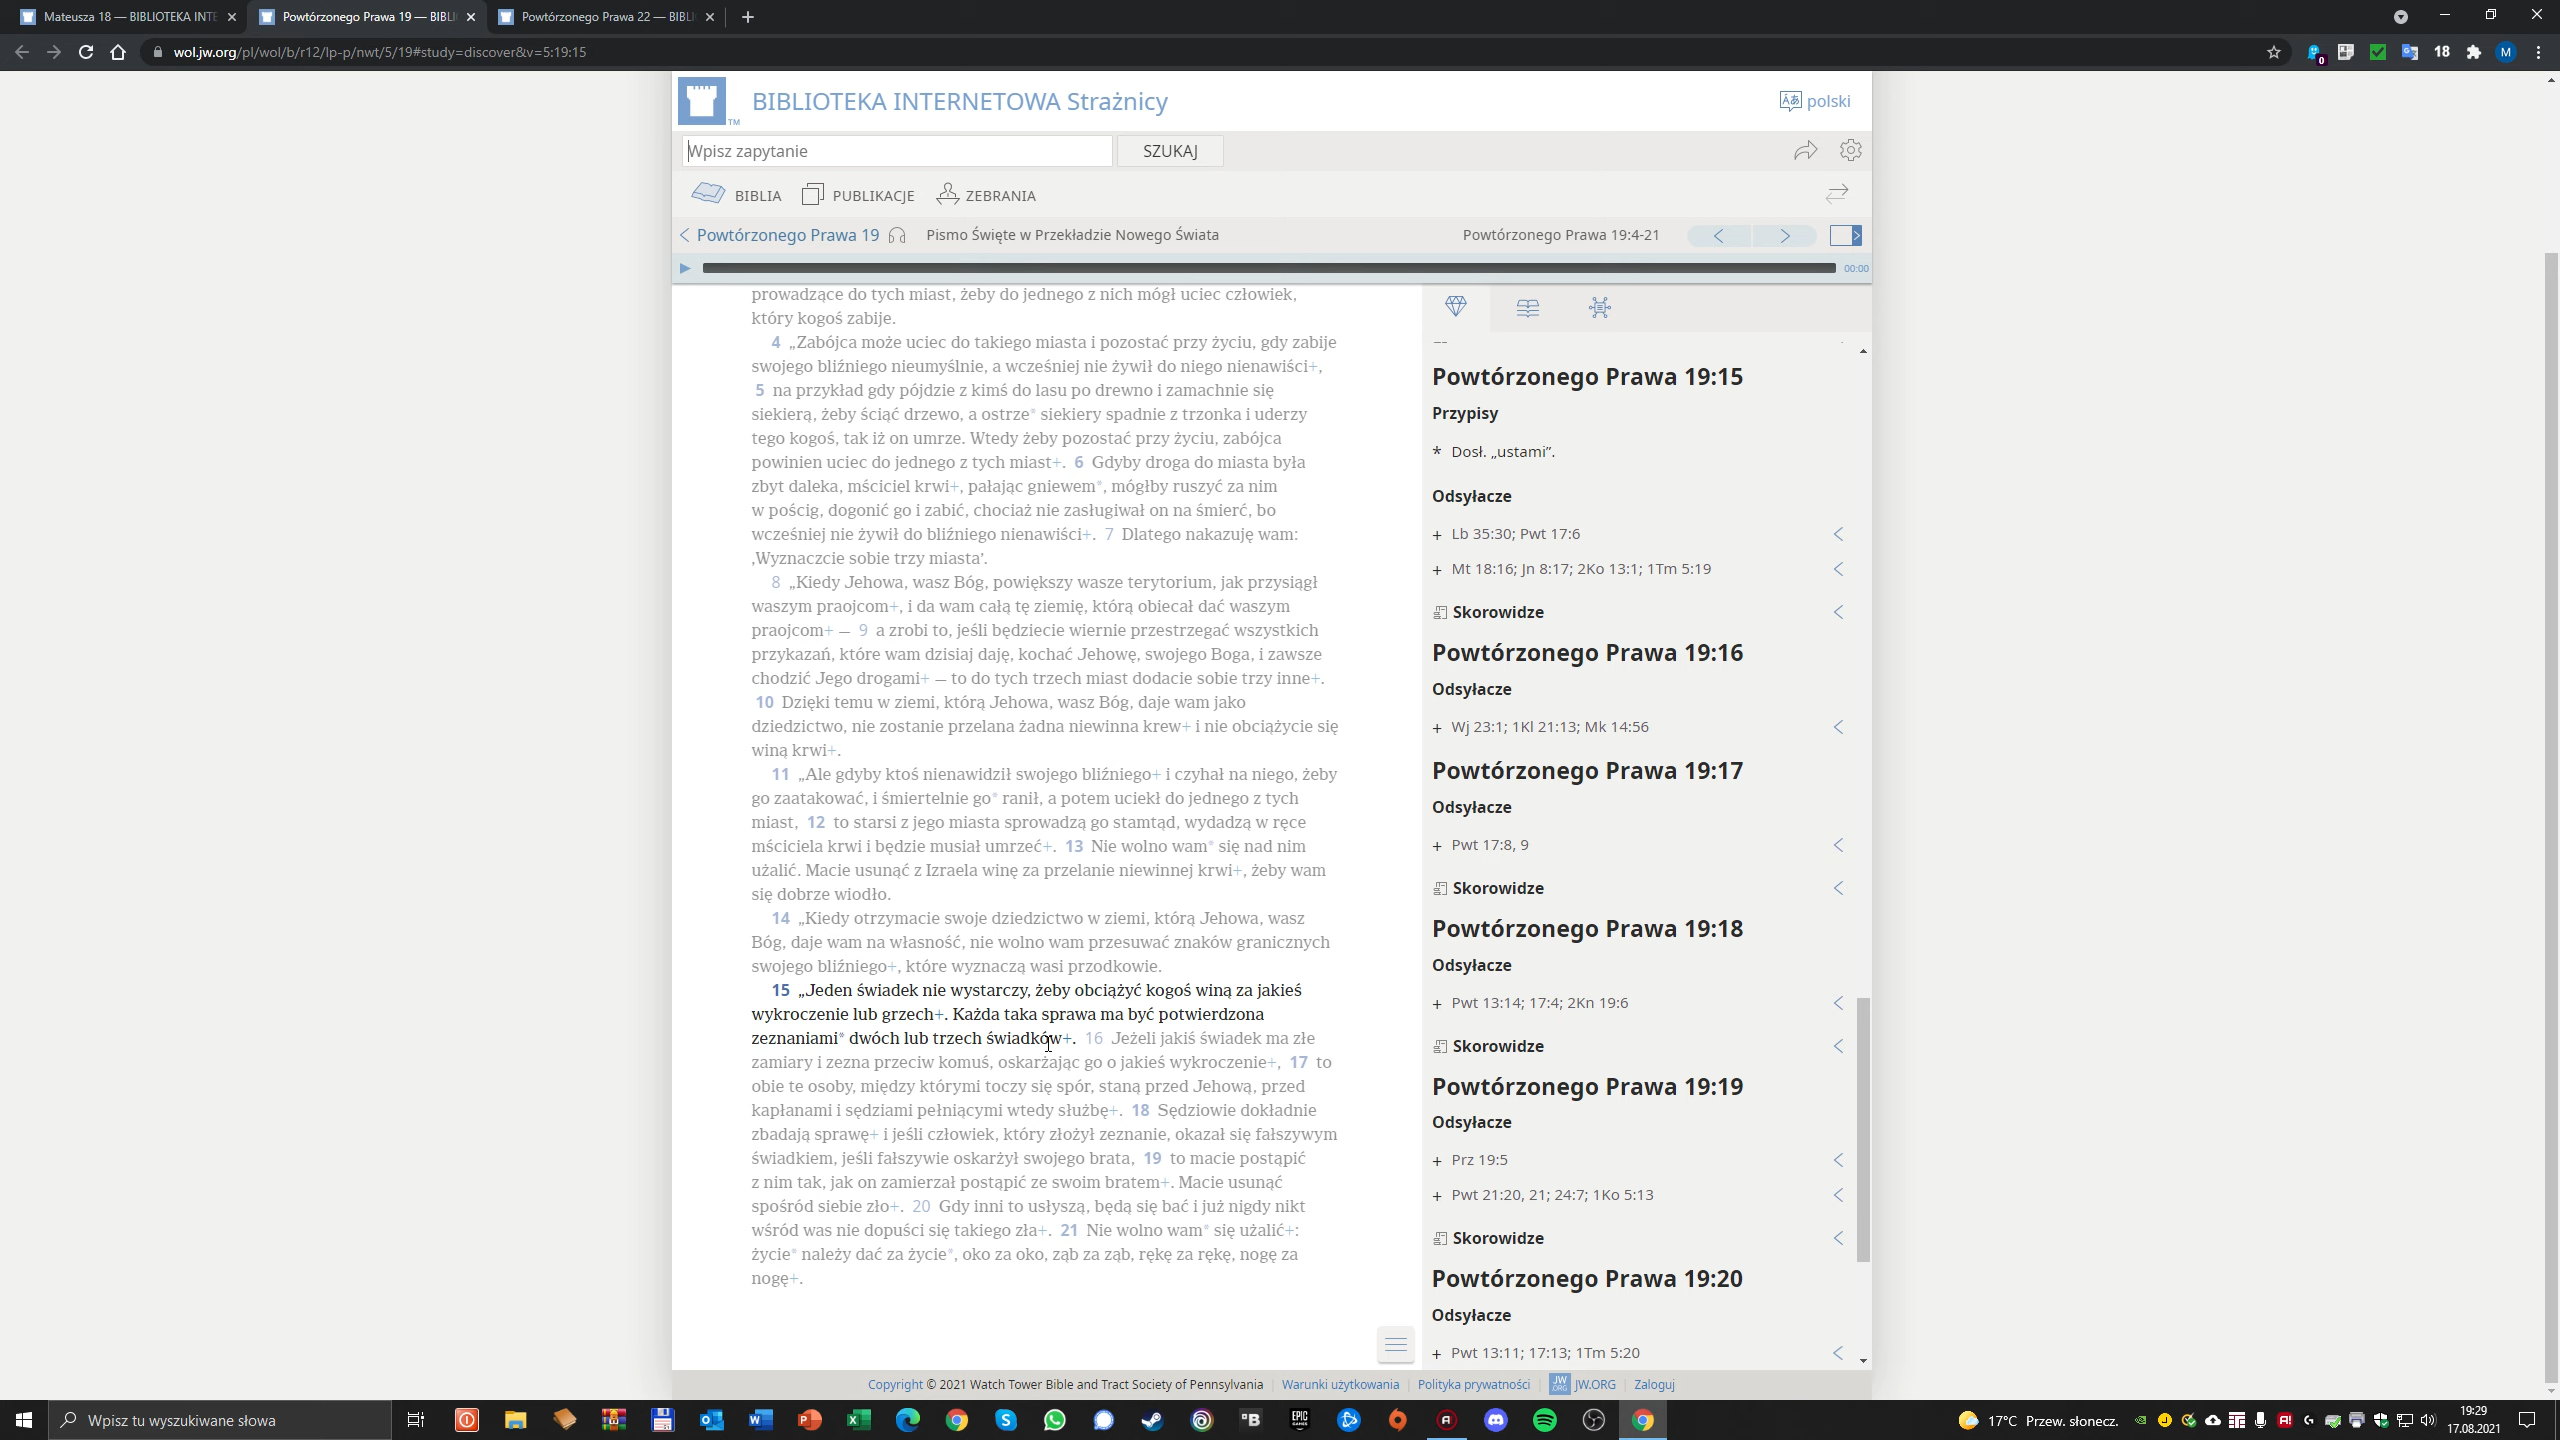 Mateusza 18 — BIBLIOTEKA INTE
Powtórzonego Prawa 19 — BIBLI
Powtórzonego Prawa 22 — BIBLI
wol.jw.org/pl/wol/b/r12/lp-p/nwt/5/19#study=discover&v=5:19:15
0
18
M
TM
BIBLIOTEKA INTERNETOWA Strażnicy
polski
Wpisz zapytanie
SZUKAJ
BIBLIA
PUBLIKACJE
ZEBRANIA
Powtórzonego Prawa 19
Pismo Święte w Przekładzie Nowego Świata
Powtórzonego Prawa 19:4-21
00:00
prowadzące do tych miast, żeby do jednego z nich mógł uciec człowiek,
który kogoś zabije.
4 „Zabójca może uciec do takiego miasta i pozostać przy życiu, gdy zabije
swojego bliźniego nieumyślnie, a wcześniej nie żywił do niego nienawiści+,
5 na przykład gdy pójdzie z kimś do lasu po drewno i zamachnie się
siekierą, żeby ściąć drzewo, a ostrze* siekiery spadnie z trzonka i uderzy
tego kogoś, tak iż on umrze. Wtedy żeby pozostać przy życiu, zabójca
powinien uciec do jednego z tych miast+. 6 Gdyby droga do miasta była
zbyt daleka, mściciel krwi+, pałając gniewem*, mógłby ruszyć za nim
w pościg, dogonić go i zabić, chociaż nie zasługiwał on na śmierć, bo
wcześniej nie żywił do bliźniego nienawiści+. 7 Dlatego nakazuję wam:
‚Wyznaczcie sobie trzy miasta’.
8 „Kiedy Jehowa, wasz Bóg, powiększy wasze terytorium, jak przysiągł
waszym praojcom+, i da wam całą tę ziemię, którą obiecał dać waszym
praojcom+ — 9 a zrobi to, jeśli będziecie wiernie przestrzegać wszystkich
przykazań, które wam dzisiaj daję, kochać Jehowę, swojego Boga, i zawsze
chodzić Jego drogami+ — to do tych trzech miast dodacie sobie trzy inne+.
10 Dzięki temu w ziemi, którą Jehowa, wasz Bóg, daje wam jako
dziedzictwo, nie zostanie przelana żadna niewinna krew+ i nie obciążycie się
winą krwi+.
11 „Ale gdyby ktoś nienawidził swojego bliźniego+ i czyhał na niego, żeby
go zaatakować, i śmiertelnie go* ranił, a potem uciekł do jednego z tych
miast, 12 to starsi z jego miasta sprowadzą go stamtąd, wydadzą w ręce
mściciela krwi i będzie musiał umrzeć+. 13 Nie wolno wam* się nad nim
użalić. Macie usunąć z Izraela winę za przelanie niewinnej krwi+, żeby wam
się dobrze wiodło.
14 „Kiedy otrzymacie swoje dziedzictwo w ziemi, którą Jehowa, wasz
Bóg, daje wam na własność, nie wolno wam przesuwać znaków granicznych
swojego bliźniego+, które wyznaczą wasi przodkowie.
15 „Jeden świadek nie wystarczy, żeby obciążyć kogoś winą za jakieś
wykroczenie lub grzech+. Każda taka sprawa ma być potwierdzona
zeznaniami* dwóch lub trzech świadków+. 16 Jeżeli jakiś świadek ma złe
zamiary i zezna przeciw komuś, oskarżając go o jakieś wykroczenie+, 17 to
obie te osoby, między którymi toczy się spór, staną przed Jehową, przed
kapłanami i sędziami pełniącymi wtedy służbę+. 18 Sędziowie dokładnie
zbadają sprawę+ i jeśli człowiek, który złożył zeznanie, okazał się fałszywym
świadkiem, jeśli fałszywie oskarżył swojego brata, 19 to macie postąpić
z nim tak, jak on zamierzał postąpić ze swoim bratem+. Macie usunąć
spośród siebie zło+. 20 Gdy inni to usłyszą, będą się bać i już nigdy nikt
wśród was nie dopuści się takiego zła+. 21 Nie wolno wam* się użalić+:
życie* należy dać za życie*, oko za oko, ząb za ząb, rękę za rękę, nogę za
nogę+.
Powtórzonego Prawa 19:15
Przypisy
* Dosł. „ustami”.
Odsyłacze
+ Lb 35:30; Pwt 17:6
+ Mt 18:16; Jn 8:17; 2Ko 13:1; 1Tm 5:19
Skorowidze
Powtórzonego Prawa 19:16
Odsyłacze
+ Wj 23:1; 1Kl 21:13; Mk 14:56
Powtórzonego Prawa 19:17
Odsyłacze
+ Pwt 17:8, 9
Skorowidze
Powtórzonego Prawa 19:18
Odsyłacze
+ Pwt 13:14; 17:4; 2Kn 19:6
Skorowidze
Powtórzonego Prawa 19:19
Odsyłacze
+ Prz 19:5
+ Pwt 21:20, 21; 24:7; 1Ko 5:13
Skorowidze
Powtórzonego Prawa 19:20
Odsyłacze
+ Pwt 13:11; 17:13; 1Tm 5:20
Copyright © 2021 Watch Tower Bible and Tract Society of Pennsylvania
Warunki użytkowania
Polityka prywatności
JW.ORG
Zaloguj
Wpisz tu wyszukiwane słowa
17°C Przew. słonecz.
19:29
17.08.2021